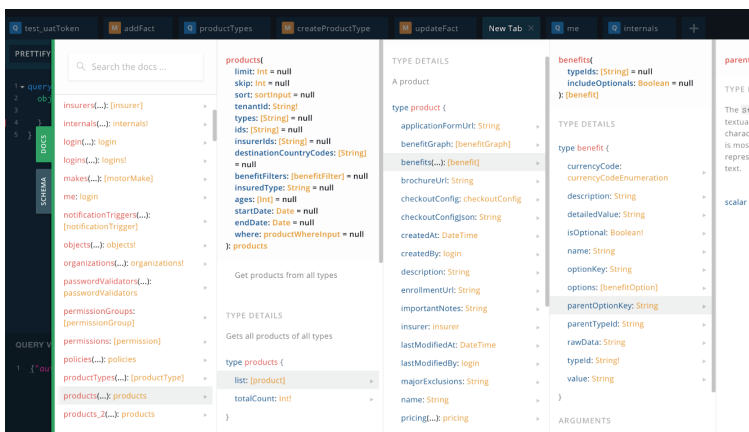 Q test_uatToken
M addFact
Q productTypes
M createProductType
M updateFact
New Tab ×
Q me
Q internals
+
PRETTIFY
1 query
2 obj
3
4 }
5 }
DOCS
SCHEMA
QUERY V
1
Search the docs ...
insurers(...): [insurer]
internals(...): internals!
login(...): login
logins(...): logins!
makes(...): [motorMake]
me: login
notificationTriggers(...):
[notificationTrigger]
objects(...): objects!
organizations(...): organizations!
passwordValidators(...):
passwordValidators
permissionGroups:
[permissionGroup]
permissions: [permission]
policies(...): policies
productTypes(...): [productType]
products(...): products
products_2(...): products
products(
limit: Int = null
skip: Int = null
sort: sortInput = null
tenantId: String!
types: [String] = null
ids: [String] = null
insurerIds: [String] = null
destinationCountryCodes: [String]
= null
benefitFilters: [benefitFilter] = null
insuredType: String = null
ages: [Int] = null
startDate: Date = null
endDate: Date = null
where: productWhereInput = null
): products
Get products from all types
TYPE DETAILS
Gets all products of all types
type products {
list: [product]
totalCount: Int!
}
TYPE DETAILS
A product
type product {
applicationFormUrl: String
benefitGraph: [benefitGraph]
benefits(...): [benefit]
brochureUrl: String
checkoutConfig: checkoutConfig
checkoutConfigJson: String
createdAt: DateTime
createdBy: login
description: String
enrollmentUrl: String
importantNotes: String
insurer: insurer
lastModifiedAt: DateTime
lastModifiedBy: login
majorExclusions: String
name: String
pricing(...): pricing
benefits(
typeIds: [String] = null
includeOptionals: Boolean = null
): [benefit]
TYPE DETAILS
type benefit {
currencyCode:
currencyCodeEnumeration
description: String
detailedValue: String
isOptional: Boolean!
name: String
optionKey: String
options: [benefitOption]
parentOptionKey: String
parentTypeId: String
rawData: String
typeId: String!
value: String
}
ARGUMENTS
parent
TYPE
The
textua
charac
is mos
repres
text.
scalar